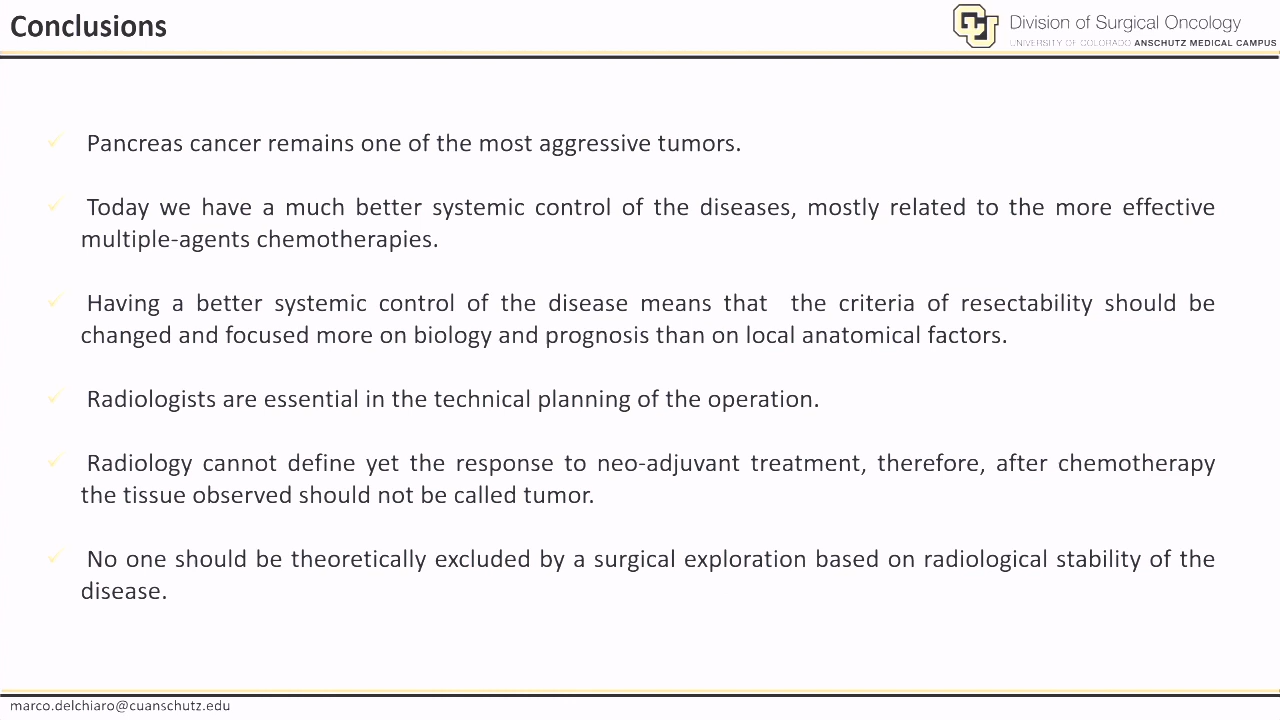 Conclusions
Division of Surgical Oncology
UNIVERSITY OF COLORADO ANSCHUTZ MEDICAL CAMPUS
Pancreas cancer remains one of the most aggressive tumors.
Today we have a much better systemic control of the diseases, mostly related to the more effective
multiple-agents chemotherapies.
Having a better systemic control of the disease means that the criteria of resectability should be
changed and focused more on biology and prognosis than on local anatomical factors.
Radiologists are essential in the technical planning of the operation.
Radiology cannot define yet the response to neo-adjuvant treatment, therefore, after chemotherapy
the tissue observed should not be called tumor.
No one should be theoretically excluded by a surgical exploration based on radiological stability of the
disease.
marco.delchiaro@cuanschutz.edu